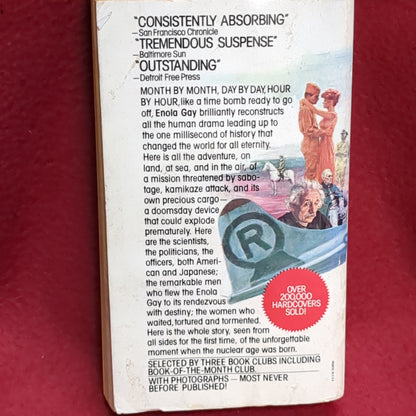 "CONSISTENTLY ABSORBING"
—San Francisco Chronicle
"TREMENDOUS SUSPENSE"
—Baltimore Sun
"OUTSTANDING"
—Detroit Free Press
MONTH BY MONTH, DAY BY DAY, HOUR
BY HOUR, like a time bomb ready to go
off, Enola Gay brilliantly reconstructs
all the human drama leading up to
the one millisecond of history that
changed the world for all eternity.
Here is all the adventure, on
land, at sea, and in the air, of
a mission threatened by sabo-
tage, kamikaze attack, and its
own precious cargo—
a doomsday device
that could explode
prematurely. Here
are the scientists,
the politicians, the
officers, both Ameri-
can and Japanese;
the remarkable men
who flew the Enola
Gay to its rendezvous
with destiny; the women who
waited, tortured and tormented.
Here is the whole story, seen from
all sides for the first time, of the unforgettable
moment when the nuclear age was born.
SELECTED BY THREE BOOK CLUBS INCLUDING
BOOK-OF-THE-MONTH CLUB.
WITH PHOTOGRAPHS—MOST NEVER
BEFORE PUBLISHED!
R
OVER
200,000
HARDCOVERS
SOLD!